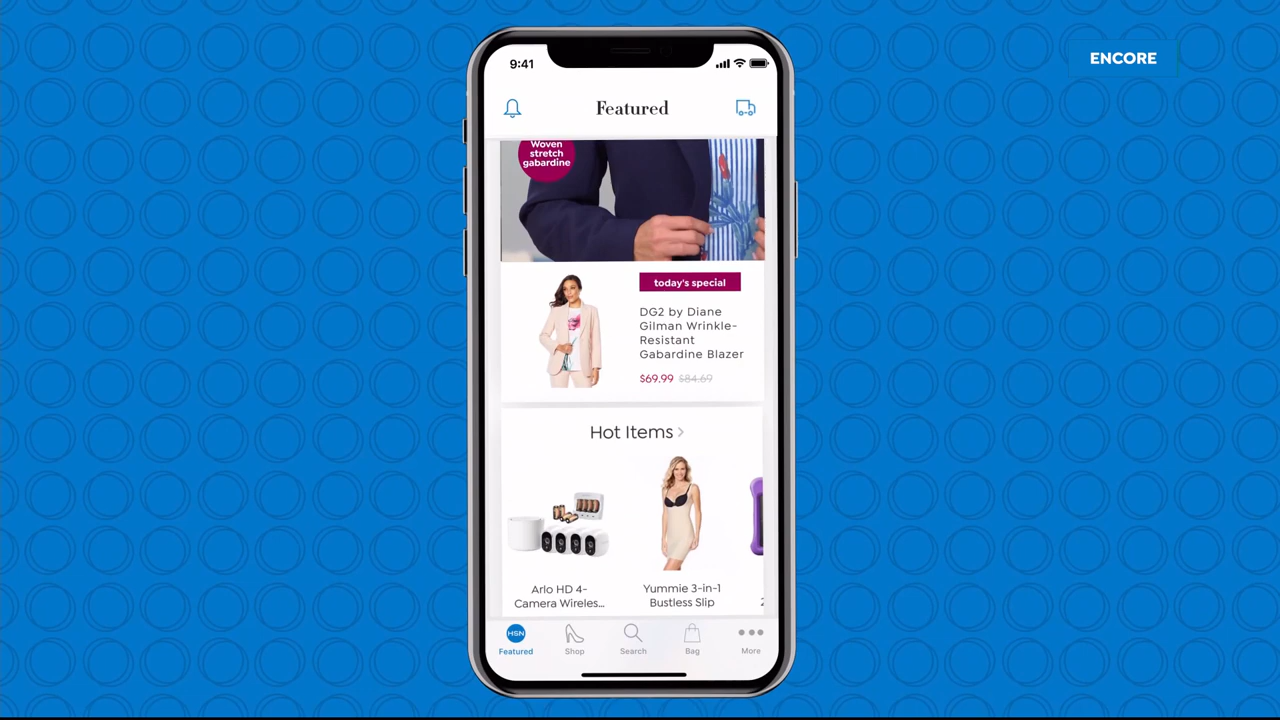 ENCORE
9:41
Featured
Woven
stretch
gabardine
today's special
DG2 by Diane
Gilman Wrinkle-
Resistant
Gabardine Blazer
$69.99 $84.69
Hot Items >
Arlo HD 4-
Camera Wireles...
Yummie 3-in-1
Bustless Slip
HSN
Featured
Shop
Search
Bag
More